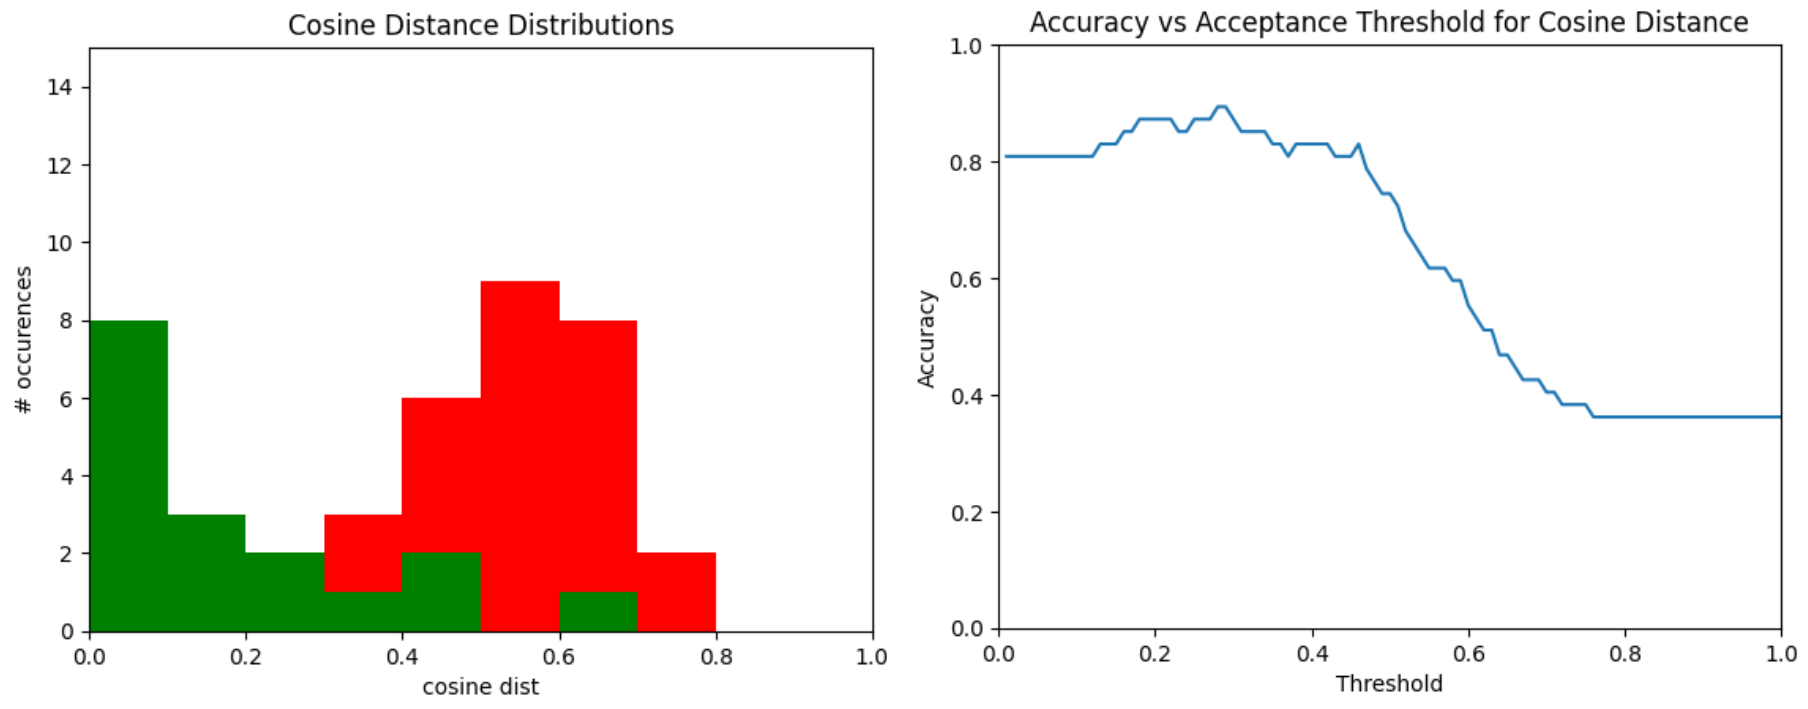 Cosine Distance Distributions
14
12
10
8
6
4
2
0
# occurences
0.0 0.2 0.4 0.6 0.8 1.0
cosine dist
Accuracy vs Acceptance Threshold for Cosine Distance
1.0
0.8
0.6
0.4
0.2
0.0
Accuracy
0.0 0.2 0.4 0.6 0.8 1.0
Threshold